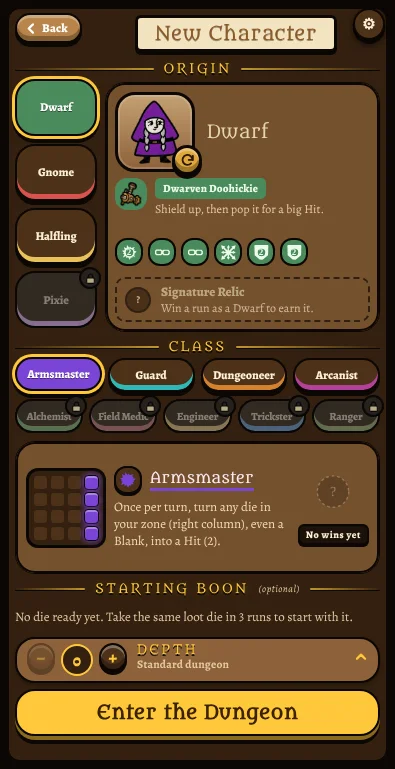 Back
New Character
ORIGIN
Dwarf
Gnome
Halfling
Pixie
Dwarf
Dwarven Doohickie
Shield up, then pop it for a big Hit.
2
2
2
?
Signature Relic
Win a run as a Dwarf to earn it.
CLASS
Armsmaster
Guard
Dungeoneer
Arcanist
Alchemist
Field Medic
Engineer
Trickster
Ranger
Armsmaster
Once per turn, turn any die in
your zone (right column), even a
Blank, into a Hit (2).
?
No wins yet
STARTING BOON (optional)
No die ready yet. Take the same loot die in 3 runs to start with it.
− 0 +
DEPTH
Standard dungeon
Enter the Dungeon